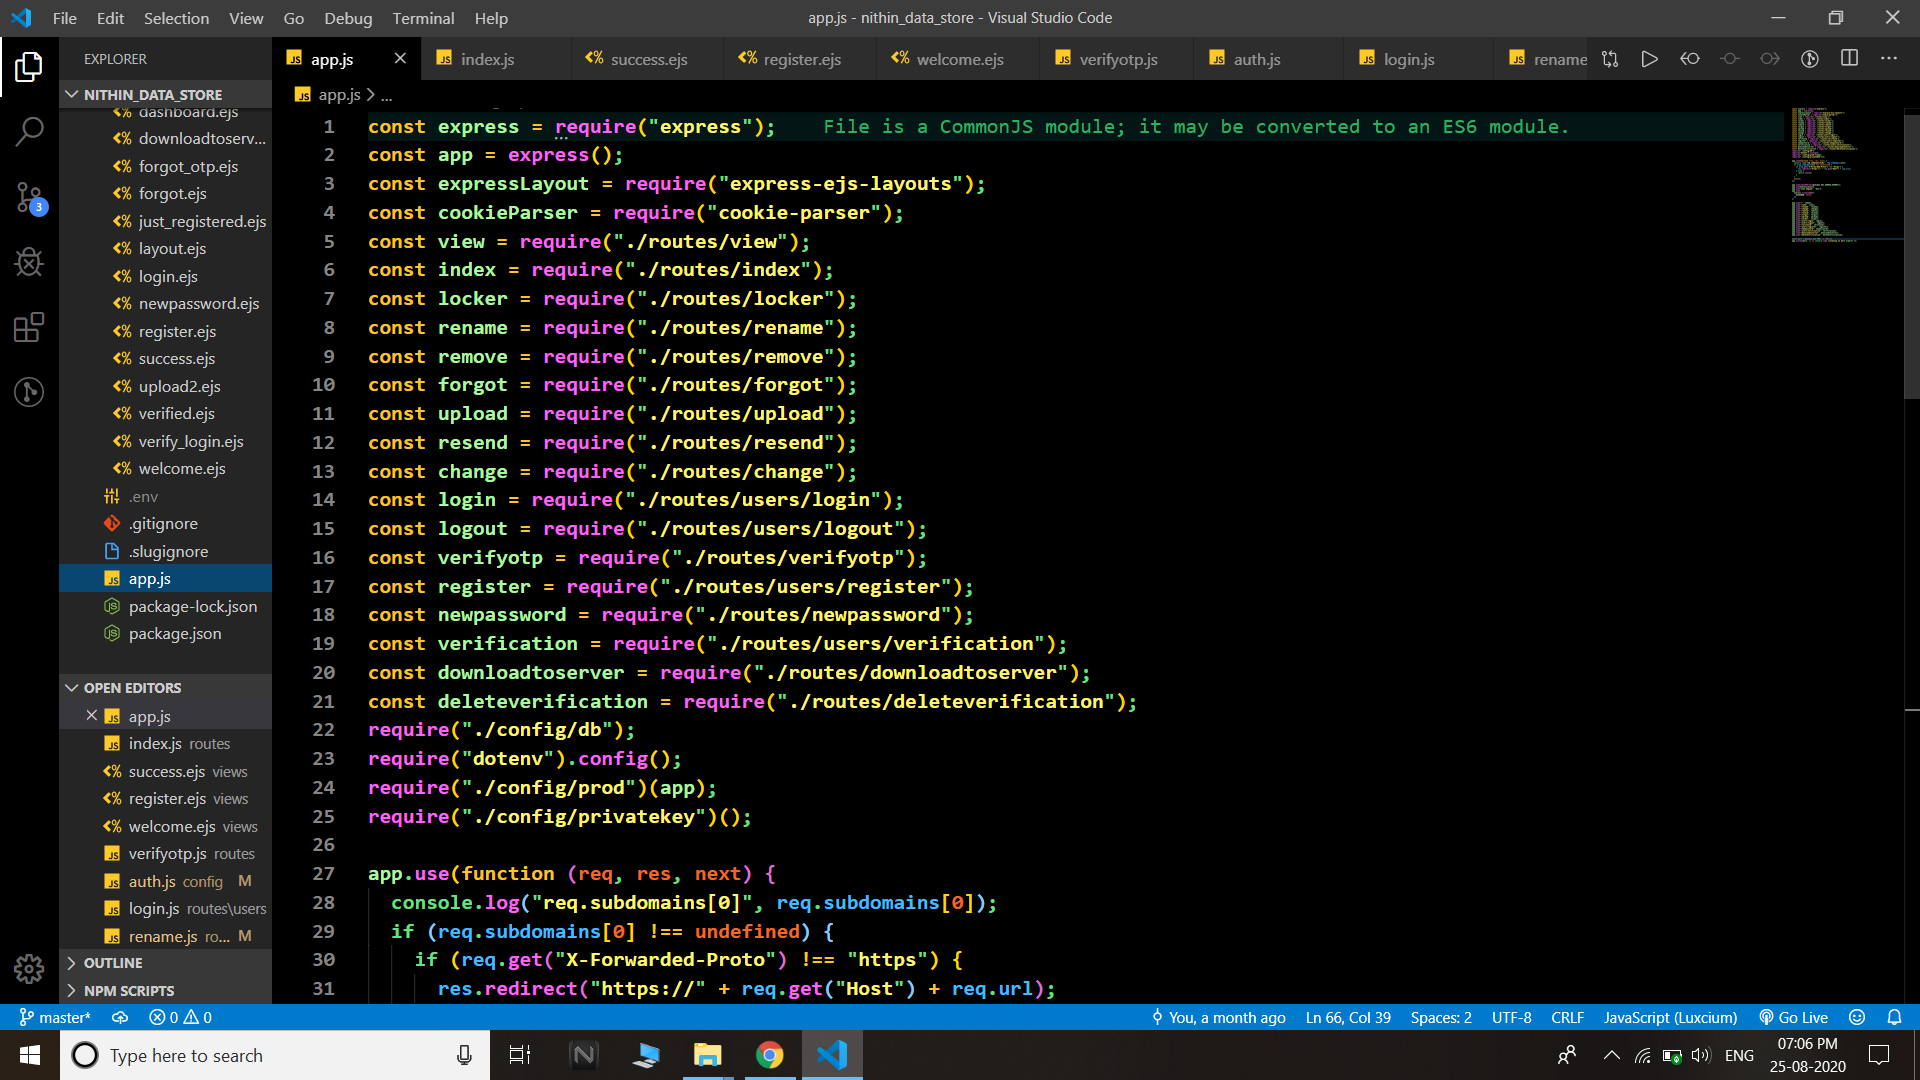 File Edit Selection View Go Debug Terminal Help
app.js - nithin_data_store - Visual Studio Code
EXPLORER
NITHIN_DATA_STORE
dashboard.ejs
downloadtoserv...
forgot_otp.ejs
forgot.ejs
just_registered.ejs
layout.ejs
login.ejs
newpassword.ejs
register.ejs
success.ejs
upload2.ejs
verified.ejs
verify_login.ejs
welcome.ejs
.env
.gitignore
.slugignore
app.js
package-lock.json
package.json
OPEN EDITORS
app.js
index.js routes
success.ejs views
register.ejs views
welcome.ejs views
verifyotp.js routes
auth.js config M
login.js routes\users
rename.js ro... M
OUTLINE
NPM SCRIPTS
3
app.js index.js success.ejs register.ejs welcome.ejs verifyotp.js auth.js login.js rename
app.js > ...
1 const express = require("express"); File is a CommonJS module; it may be converted to an ES6 module.
2 const app = express();
3 const expressLayout = require("express-ejs-layouts");
4 const cookieParser = require("cookie-parser");
5 const view = require("./routes/view");
6 const index = require("./routes/index");
7 const locker = require("./routes/locker");
8 const rename = require("./routes/rename");
9 const remove = require("./routes/remove");
10 const forgot = require("./routes/forgot");
11 const upload = require("./routes/upload");
12 const resend = require("./routes/resend");
13 const change = require("./routes/change");
14 const login = require("./routes/users/login");
15 const logout = require("./routes/users/logout");
16 const verifyotp = require("./routes/verifyotp");
17 const register = require("./routes/users/register");
18 const newpassword = require("./routes/newpassword");
19 const verification = require("./routes/users/verification");
20 const downloadtoserver = require("./routes/downloadtoserver");
21 const deleteverification = require("./routes/deleteverification");
22 require("./config/db");
23 require("dotenv").config();
24 require("./config/prod")(app);
25 require("./config/privatekey")();
26
27 app.use(function (req, res, next) {
28 console.log("req.subdomains[0]", req.subdomains[0]);
29 if (req.subdomains[0] !== undefined) {
30 if (req.get("X-Forwarded-Proto") !== "https") {
31 res.redirect("https://" + req.get("Host") + req.url);
master* 0 0 You, a month ago Ln 66, Col 39 Spaces: 2 UTF-8 CRLF JavaScript (Luxcium) Go Live
Type here to search
ENG
07:06 PM
25-08-2020